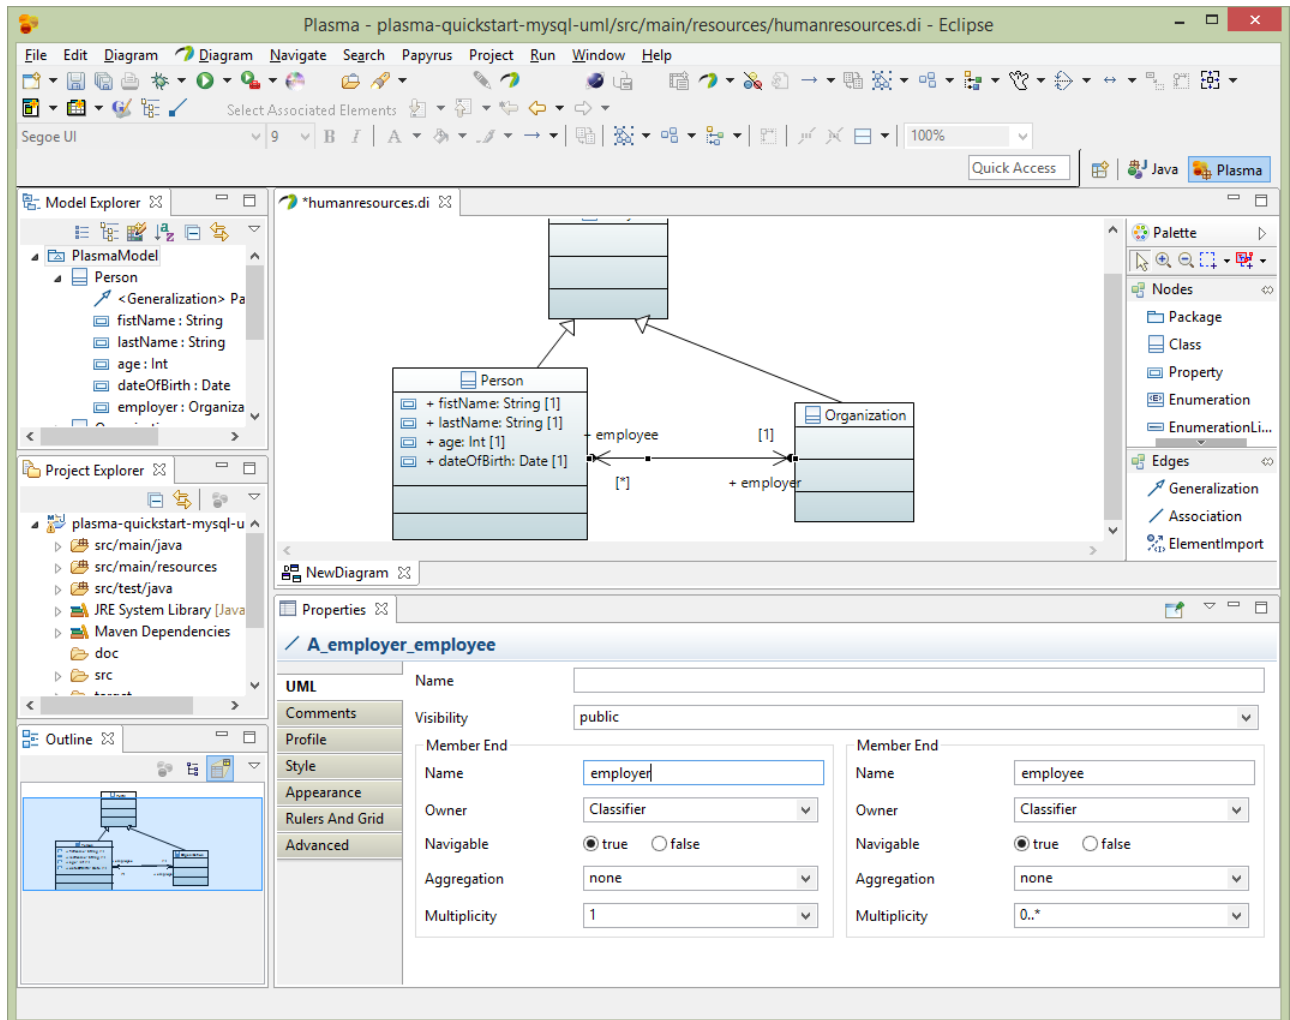 Plasma - plasma-quickstart-mysql-uml/src/main/resources/humanresources.di - Eclipse
File Edit Diagram Diagram Navigate Search Papyrus Project Run Window Help
Select Associated Elements
Segoe UI 9 B I A 100%
Quick Access Java Plasma
Model Explorer
PlasmaModel
Person
<Generalization> Pa
fistName : String
lastName : String
age : Int
dateOfBirth : Date
employer : Organiza
Project Explorer
plasma-quickstart-mysql-u
src/main/java
src/main/resources
src/test/java
JRE System Library [Java
Maven Dependencies
doc
src
Outline
*humanresources.di
Person
+ fistName: String [1]
+ lastName: String [1]
+ age: Int [1]
+ dateOfBirth: Date [1]
+ employee
[1]
[*]
+ employer
Organization
NewDiagram
Palette
Nodes
Package
Class
Property
Enumeration
EnumerationLi...
Edges
Generalization
Association
ElementImport
Properties
A_employer_employee
UML
Comments
Profile
Style
Appearance
Rulers And Grid
Advanced
Name
Visibility public
Member End
Name employer
Owner Classifier
Navigable true false
Aggregation none
Multiplicity 1
Member End
Name employee
Owner Classifier
Navigable true false
Aggregation none
Multiplicity 0..*